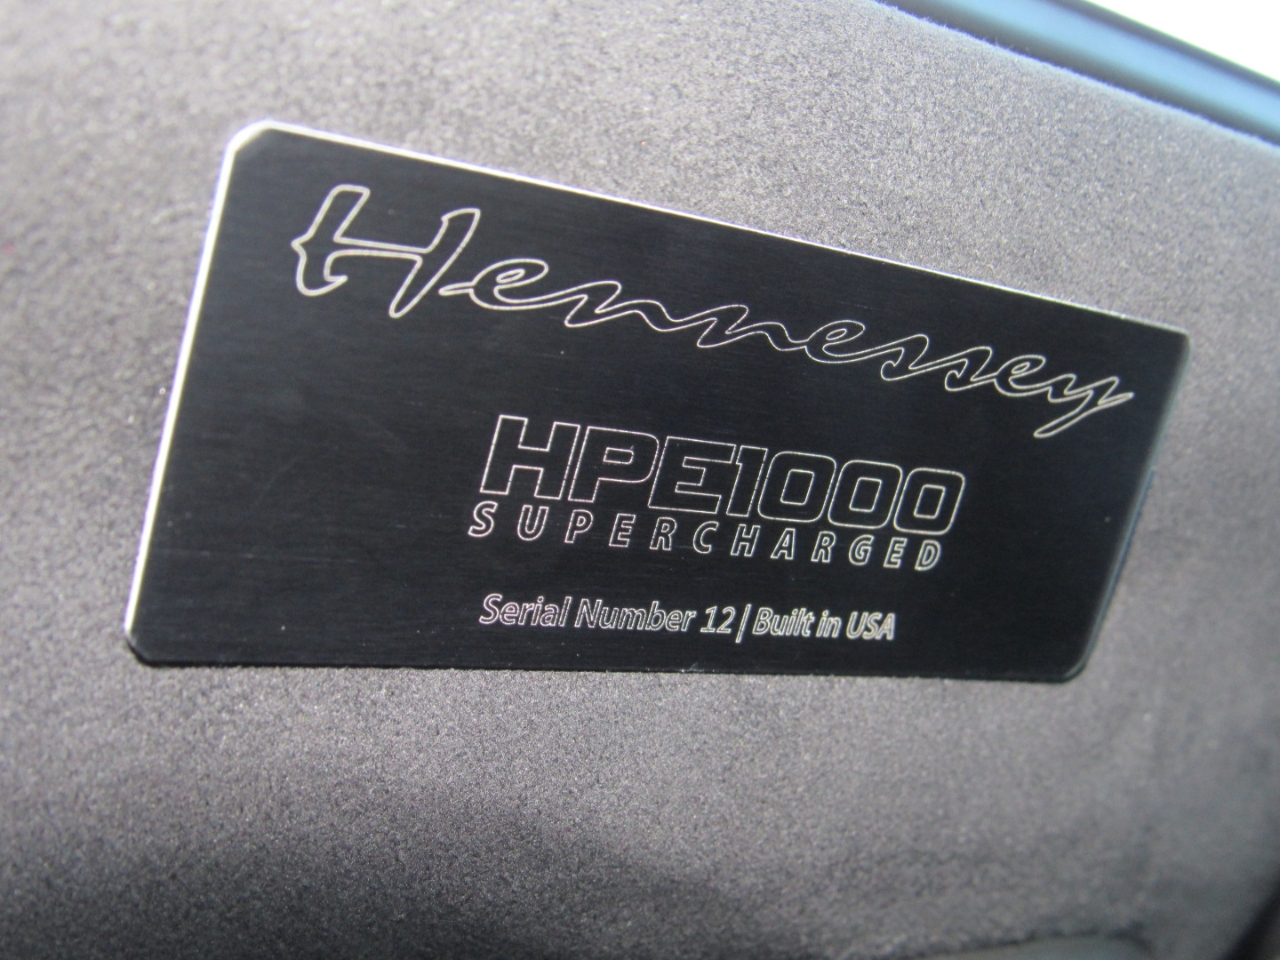 Hennessey
HPE1000
SUPERCHARGED
Serial Number 12 | Built in USA